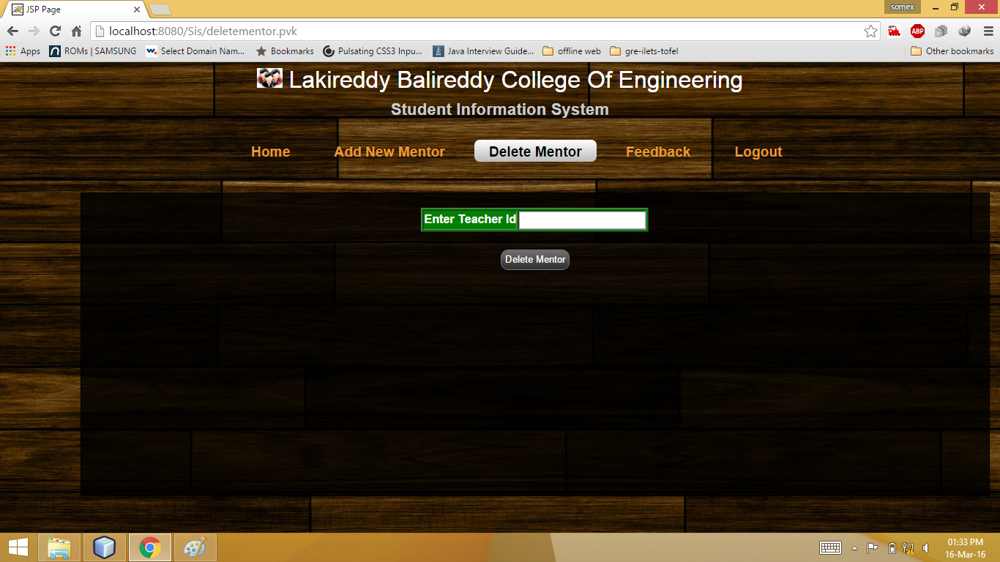 somex
JSP Page
localhost:8080/Sis/deletementor.pvk
ABP
Apps ROMs | SAMSUNG w. Select Domain Nam... Bookmarks Pulsating CSS3 Inpu... Java Interview Guide... offline web gre-ilets-tofel Other bookmarks
Lakireddy Balireddy College Of Engineering
Student Information System
Home Add New Mentor Delete Mentor Feedback Logout
Enter Teacher Id
Delete Mentor
01:33 PM
16-Mar-16